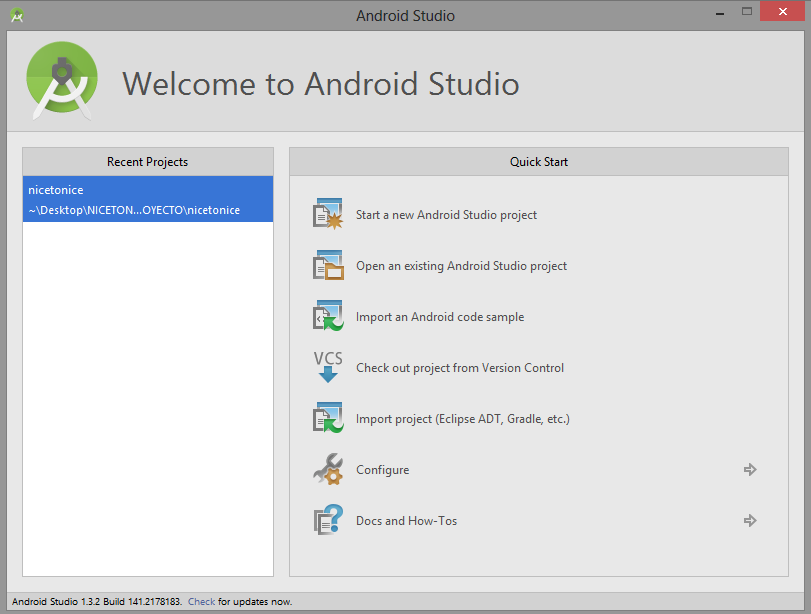 Android Studio
Welcome to Android Studio
Recent Projects
nicetonice
~\Desktop\NICETON...OYECTO\nicetonice
Quick Start
Start a new Android Studio project
Open an existing Android Studio project
Import an Android code sample
VCS
Check out project from Version Control
Import project (Eclipse ADT, Gradle, etc.)
Configure
Docs and How-Tos
Android Studio 1.3.2 Build 141.2178183. Check for updates now.